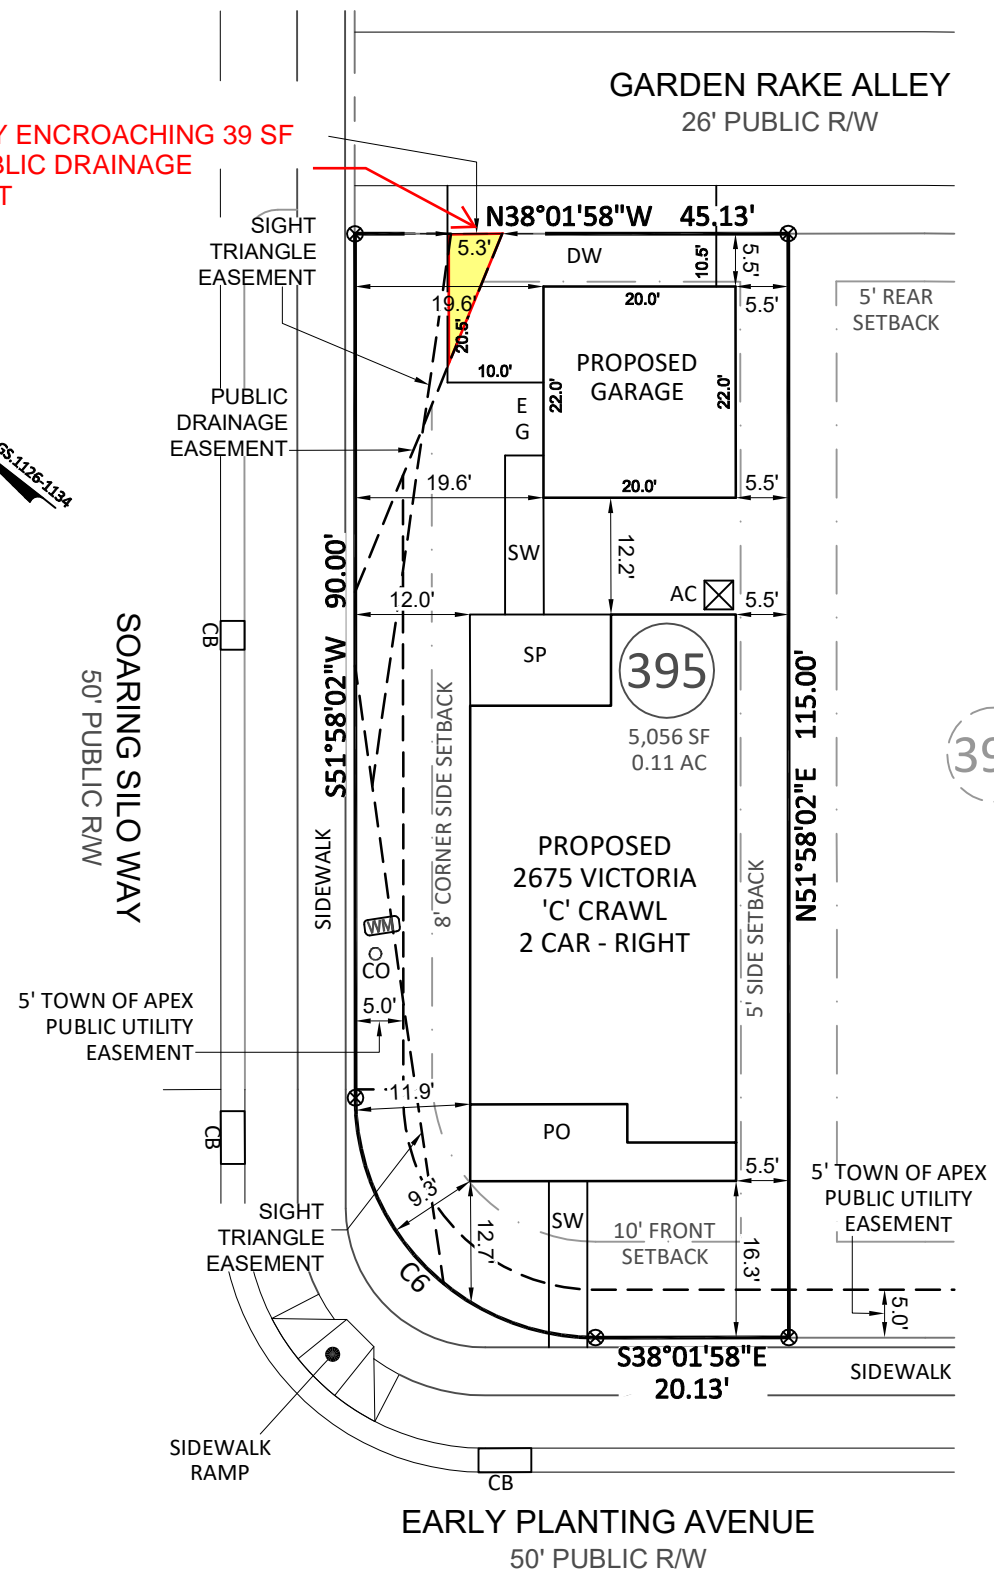 GARDEN RAKE ALLEY
26' PUBLIC R/W
Y ENCROACHING 39 SF
BLIC DRAINAGE
T
N38°01'58"W 45.13'
SIGHT
TRIANGLE
EASEMENT
5.3'
DW
10.5'
5.5'
19.6'
20.5'
20.0'
5.5'
5' REAR
SETBACK
PROPOSED
GARAGE
10.0'
22.0'
22.0'
PUBLIC
DRAINAGE
EASEMENT
E
G
GS.1126-1134
19.6'
20.0'
5.5'
SW
12.2'
AC
5.5'
12.0'
S51°58'02"W 90.00'
SP
395
5,056 SF
0.11 AC
CB
SOARING SILO WAY
50' PUBLIC R/W
8' CORNER SIDE SETBACK
N51°58'02"E 115.00'
39
PROPOSED
2675 VICTORIA
'C' CRAWL
2 CAR - RIGHT
SIDEWALK
5' SIDE SETBACK
WM
CO
5.0'
5' TOWN OF APEX
PUBLIC UTILITY
EASEMENT
11.9'
CB
PO
5.5'
5' TOWN OF APEX
PUBLIC UTILITY
EASEMENT
9.3'
SIGHT
TRIANGLE
EASEMENT
12.7'
SW
10' FRONT
SETBACK
16.3'
C6
5.0'
S38°01'58"E
20.13'
SIDEWALK
SIDEWALK
RAMP
CB
EARLY PLANTING AVENUE
50' PUBLIC R/W